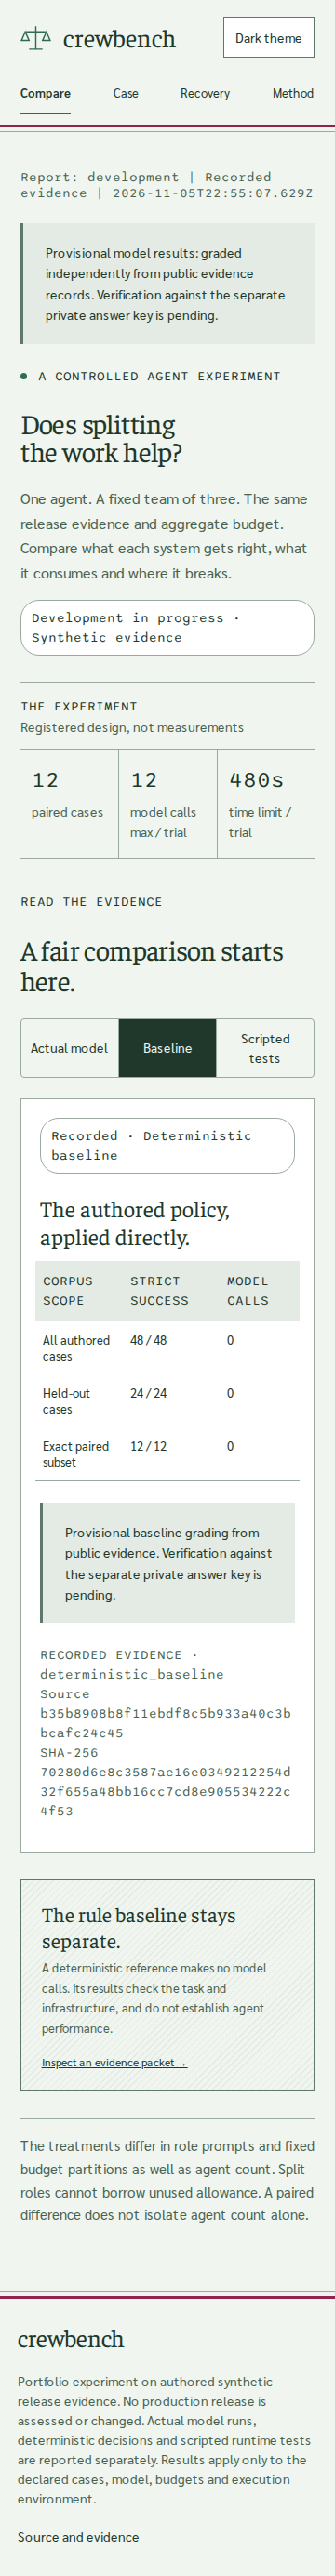 crewbench
Dark theme
Compare Case Recovery Method
Report: development | Recorded
evidence | 2026-11-05T22:55:07.629Z
Provisional model results: graded
independently from public evidence
records. Verification against the separate
private answer key is pending.
A CONTROLLED AGENT EXPERIMENT
Does splitting
the work help?
One agent. A fixed team of three. The same
release evidence and aggregate budget.
Compare what each system gets right, what
it consumes and where it breaks.
Development in progress ·
Synthetic evidence
THE EXPERIMENT
Registered design, not measurements
12 12 480s
paired cases model calls time limit /
max / trial trial
READ THE EVIDENCE
A fair comparison starts
here.
Actual model Baseline Scripted
tests
Recorded · Deterministic
baseline
The authored policy,
applied directly.
CORPUS STRICT MODEL
SCOPE SUCCESS CALLS
All authored 48 / 48 0
cases
Held-out 24 / 24 0
cases
Exact paired 12 / 12 0
subset
Provisional baseline grading from
public evidence. Verification against
the separate private answer key is
pending.
RECORDED EVIDENCE ·
deterministic_baseline
Source
b35b8908b8f11ebdf8c5b933a40c3b
bcafc24c45
SHA-256
70280d6e8c3587ae16e0349212254d
32f655a48bb16cc7cd8e905534222c
4f53
The rule baseline stays
separate.
A deterministic reference makes no model
calls. Its results check the task and
infrastructure, and do not establish agent
performance.
Inspect an evidence packet →
The treatments differ in role prompts and fixed
budget partitions as well as agent count. Split
roles cannot borrow unused allowance. A paired
difference does not isolate agent count alone.
crewbench
Portfolio experiment on authored synthetic
release evidence. No production release is
assessed or changed. Actual model runs,
deterministic decisions and scripted runtime tests
are reported separately. Results apply only to the
declared cases, model, budgets and execution
environment.
Source and evidence